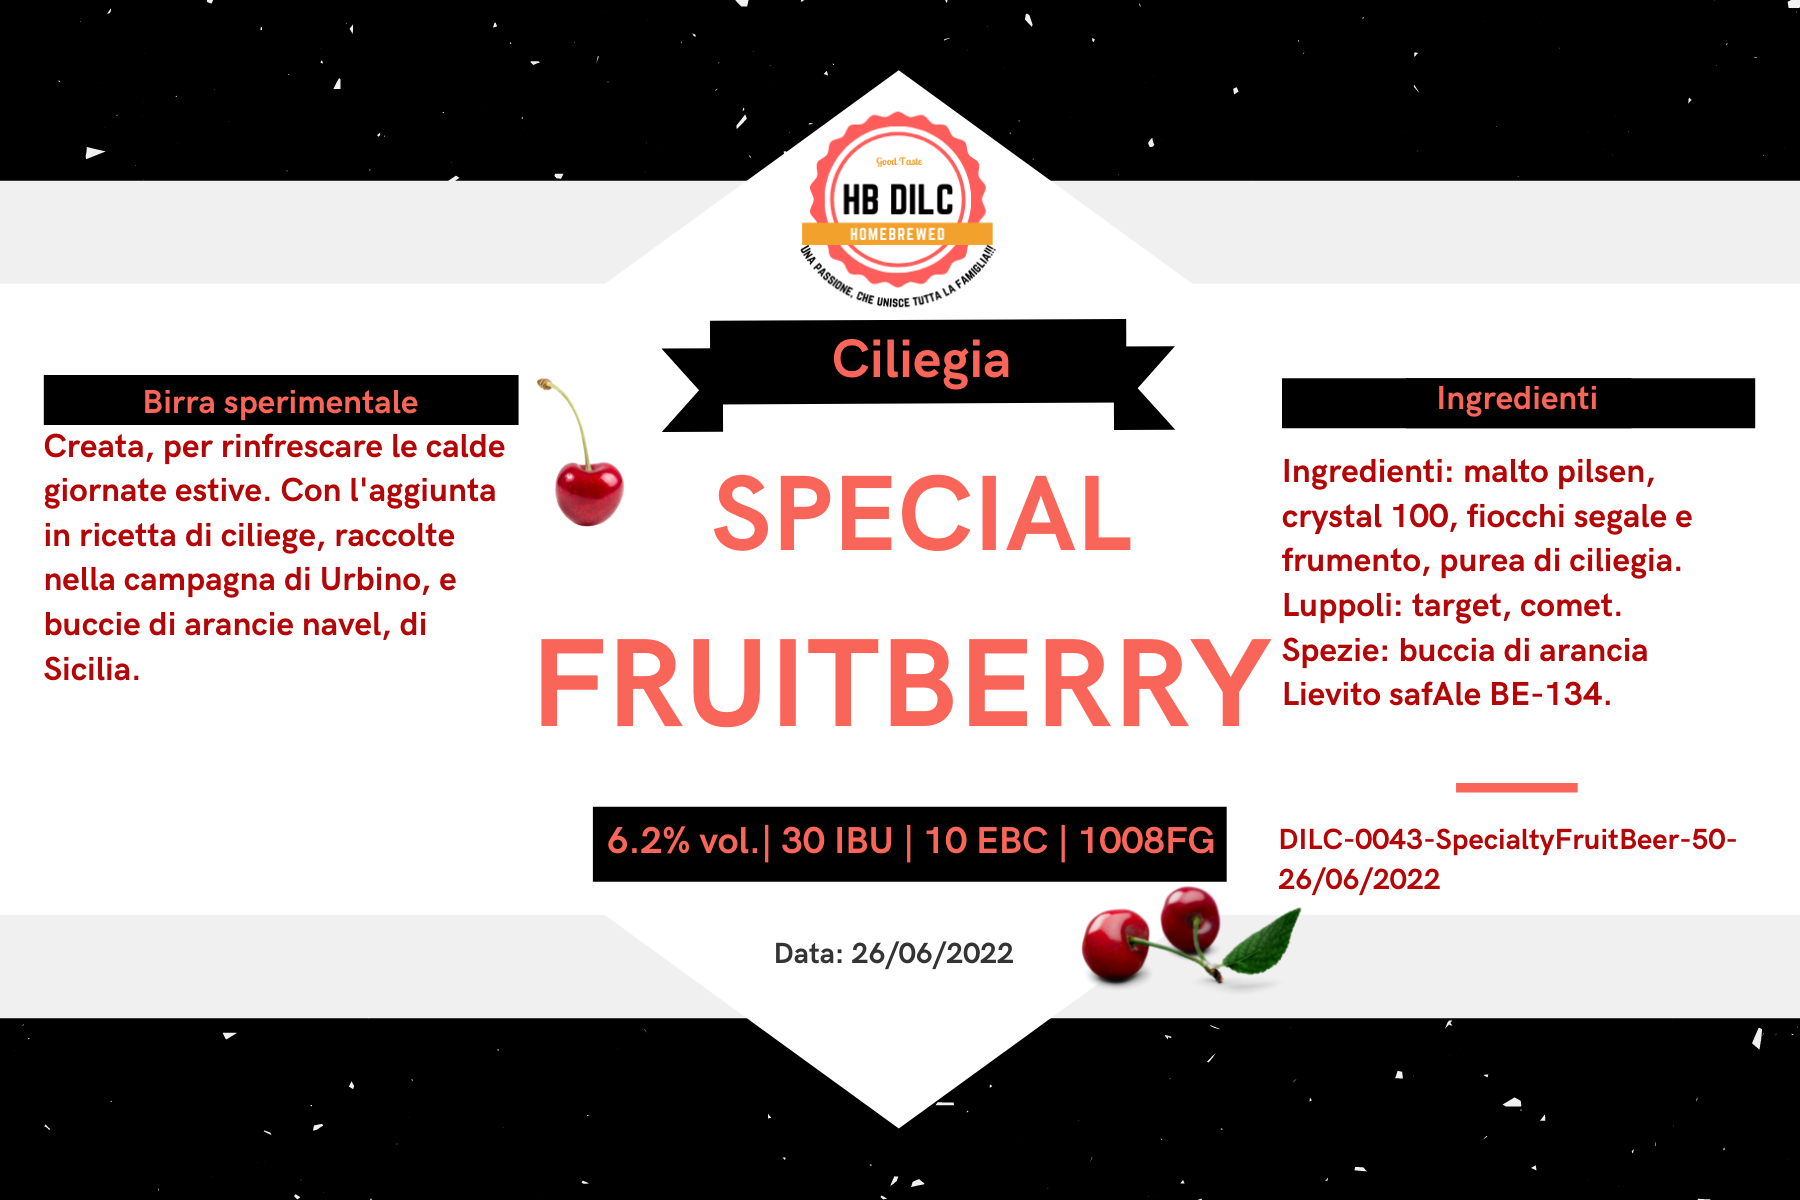 Good Taste
HB DILC
HOMEBREWED
UNA PASSIONE, CHE UNISCE TUTTA LA FAMIGLIA!!!
Ciliegia
Birra sperimentale
Creata, per rinfrescare le calde
giornate estive. Con l'aggiunta
in ricetta di ciliege, raccolte
nella campagna di Urbino, e
buccie di arancie navel, di
Sicilia.
SPECIAL
FRUITBERRY
6.2% vol.| 30 IBU | 10 EBC | 1008FG
Data: 26/06/2022
Ingredienti
Ingredienti: malto pilsen,
crystal 100, fiocchi segale e
frumento, purea di ciliegia.
Luppoli: target, comet.
Spezie: buccia di arancia
Lievito safAle BE-134.
DILC-0043-SpecialtyFruitBeer-50-
26/06/2022